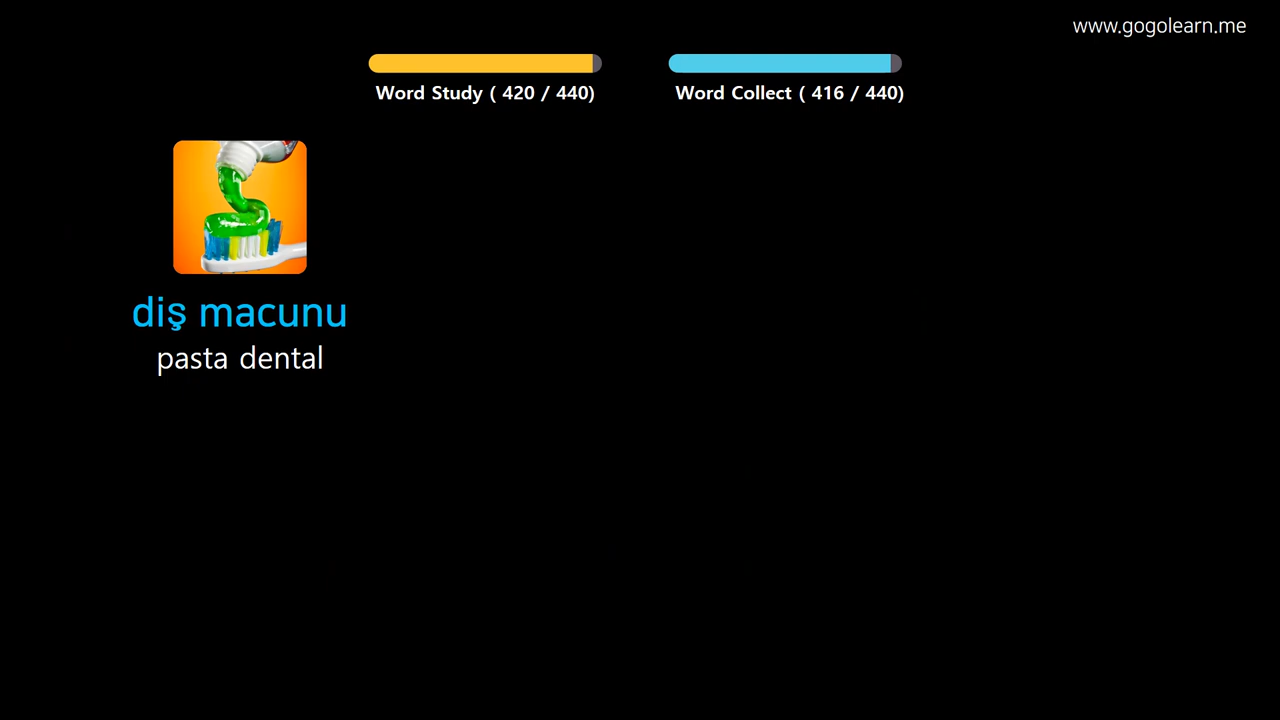 www.gogolearn.me
Word Study ( 420 / 440)
Word Collect ( 416 / 440)
diş macunu
pasta dental